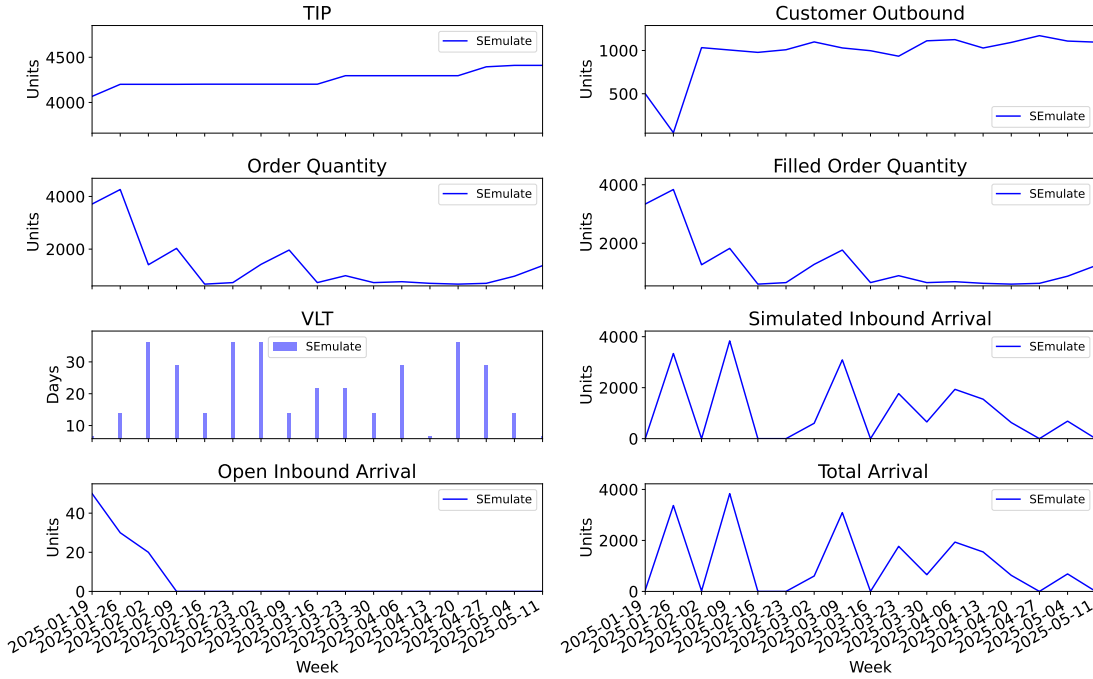 TIP
Units
4500
4000
SEmulate
Customer Outbound
Units
1000
500
SEmulate
Order Quantity
Units
4000
2000
SEmulate
Filled Order Quantity
Units
4000
2000
SEmulate
VLT
Days
30
20
10
SEmulate
Simulated Inbound Arrival
Units
4000
2000
0
SEmulate
Open Inbound Arrival
Units
40
20
0
SEmulate
2025-01-19
2025-01-26
2025-02-02
2025-02-09
2025-02-16
2025-02-23
2025-03-02
2025-03-09
2025-03-16
2025-03-23
2025-03-30
2025-04-06
2025-04-13
2025-04-20
2025-04-27
2025-05-04
2025-05-11
Week
Total Arrival
Units
4000
2000
0
SEmulate
2025-01-19
2025-01-26
2025-02-02
2025-02-09
2025-02-16
2025-02-23
2025-03-02
2025-03-09
2025-03-16
2025-03-23
2025-03-30
2025-04-06
2025-04-13
2025-04-20
2025-04-27
2025-05-04
2025-05-11
Week